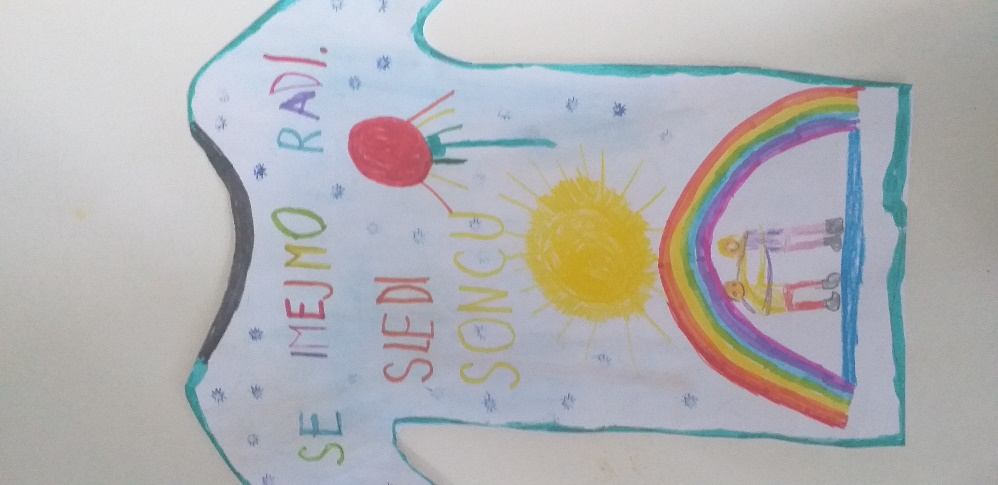 SE IMEJMO RADI.
SLEDI
SONCU